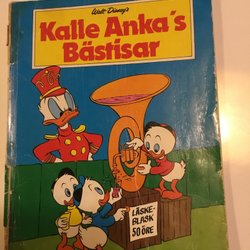 Walt Disney's
Kalle Anka's
Bästisar
LÄSKE-
BLASK
50 ÖRE